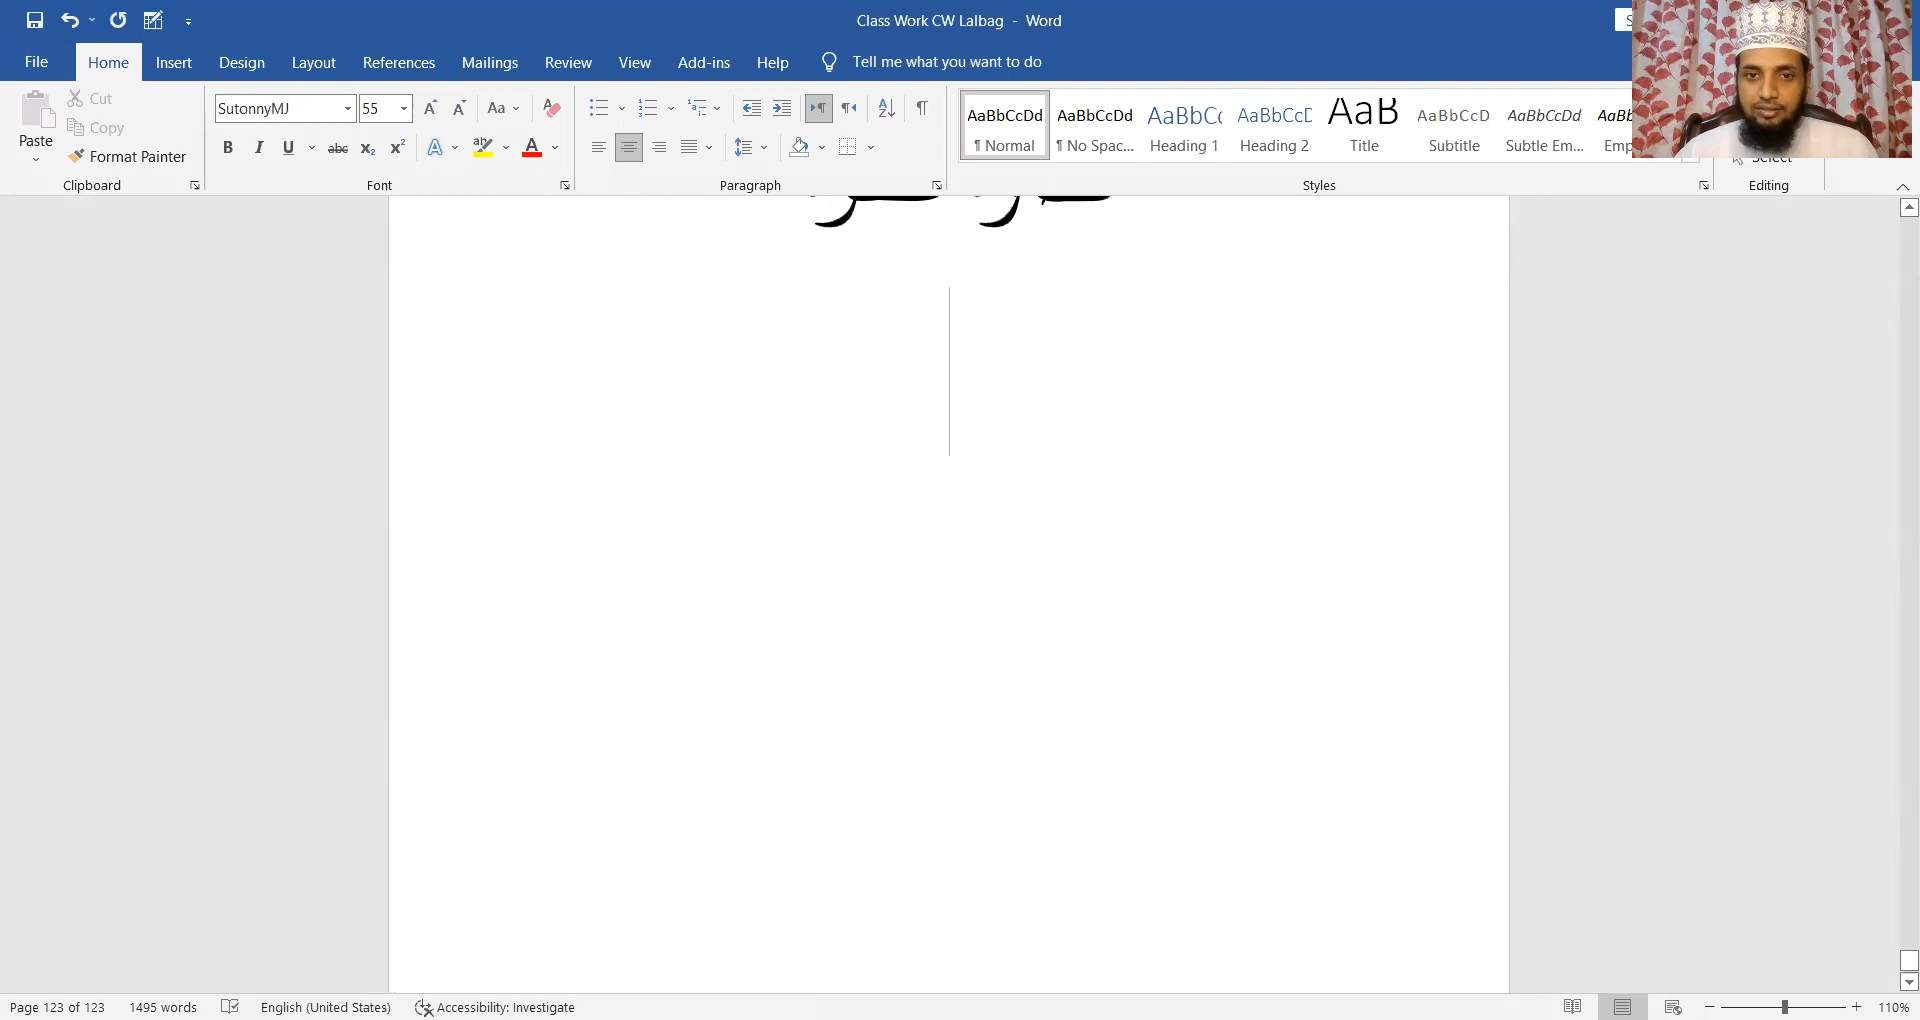 Class Work CW Lalbag - Word
File Home Insert Design Layout References Mailings Review View Add-ins Help Tell me what you want to do
Paste
Cut
Copy
Format Painter
Clipboard
SutonnyMJ 55
Font
Paragraph
AaBbCcDd AaBbCcDd AaBbCc AaBbCcD AaB AaBbCcD AaBbCcDd AaBb
¶ Normal ¶ No Spac... Heading 1 Heading 2 Title Subtitle Subtle Em... Emp
Styles
Select
Editing
Page 123 of 123 1495 words English (United States) Accessibility: Investigate 110%